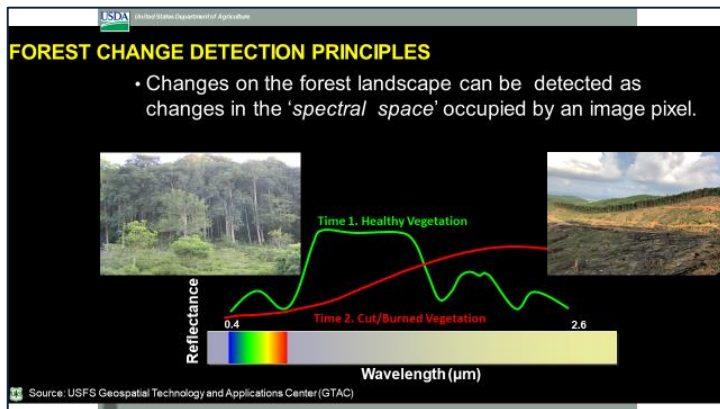 USDA United States Department of Agriculture
FOREST CHANGE DETECTION PRINCIPLES
• Changes on the forest landscape can be detected as
changes in the ‘spectral space’ occupied by an image pixel.
Time 1. Healthy Vegetation
Time 2. Cut/Burned Vegetation
Reflectance
0.4
2.6
Wavelength (µm)
Source: USFS Geospatial Technology and Applications Center (GTAC)